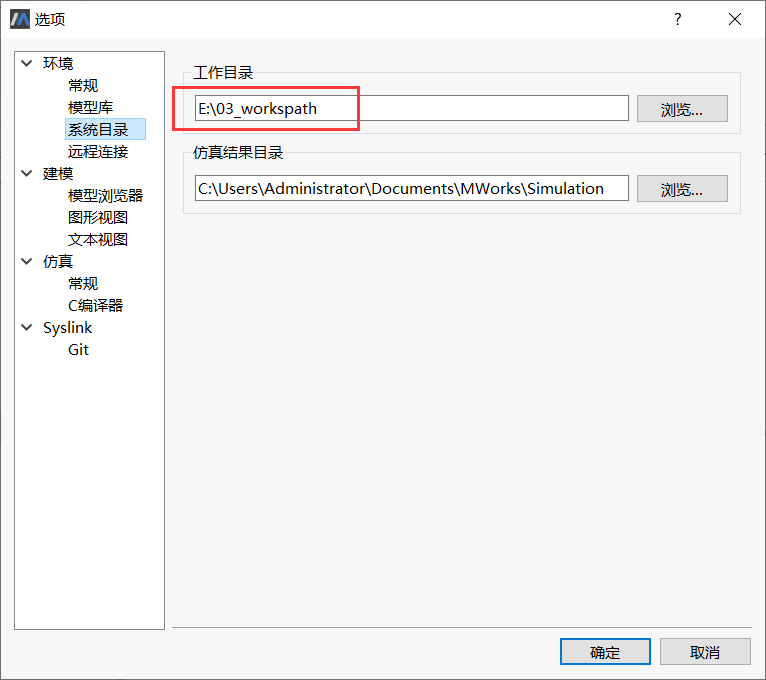 选项
环境
常规
模型库
系统目录
远程连接
建模
模型浏览器
图形视图
文本视图
仿真
常规
C编译器
Syslink
Git
工作目录
E:\03_workspath
浏览...
仿真结果目录
C:\Users\Administrator\Documents\MWorks\Simulation
浏览...
确定
取消